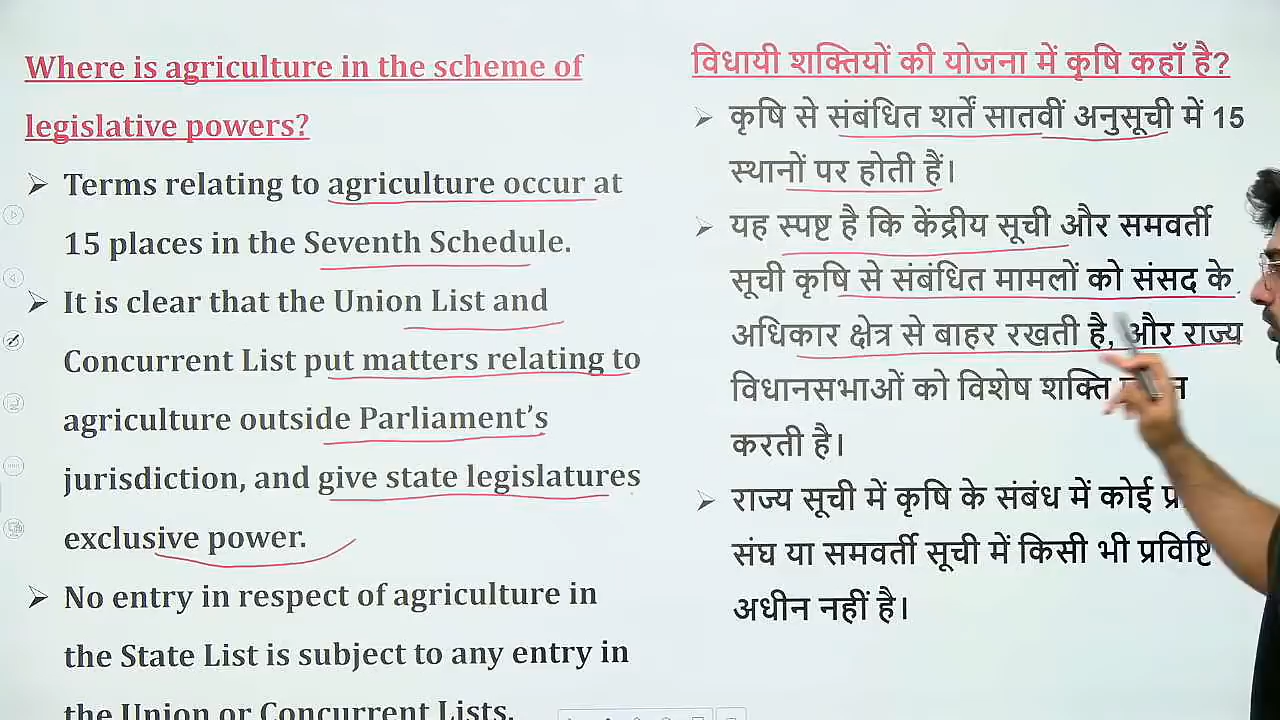 Where is agriculture in the scheme of
legislative powers?
➢ Terms relating to agriculture occur at
15 places in the Seventh Schedule.
➢ It is clear that the Union List and
Concurrent List put matters relating to
agriculture outside Parliament’s
jurisdiction, and give state legislatures
exclusive power.
➢ No entry in respect of agriculture in
the State List is subject to any entry in
the Union or Concurrent Lists.
विधायी शक्तियों की योजना में कृषि कहाँ है?
➢ कृषि से संबंधित शर्तें सातवीं अनुसूची में 15
स्थानों पर होती हैं।
➢ यह स्पष्ट है कि केंद्रीय सूची और समवर्ती
सूची कृषि से संबंधित मामलों को संसद के
अधिकार क्षेत्र से बाहर रखती है, और राज्य
विधानसभाओं को विशेष शक्ति
करती है।
➢ राज्य सूची में कृषि के संबंध में कोई
संघ या समवर्ती सूची में किसी भी प्रविष्टि
अधीन नहीं है।